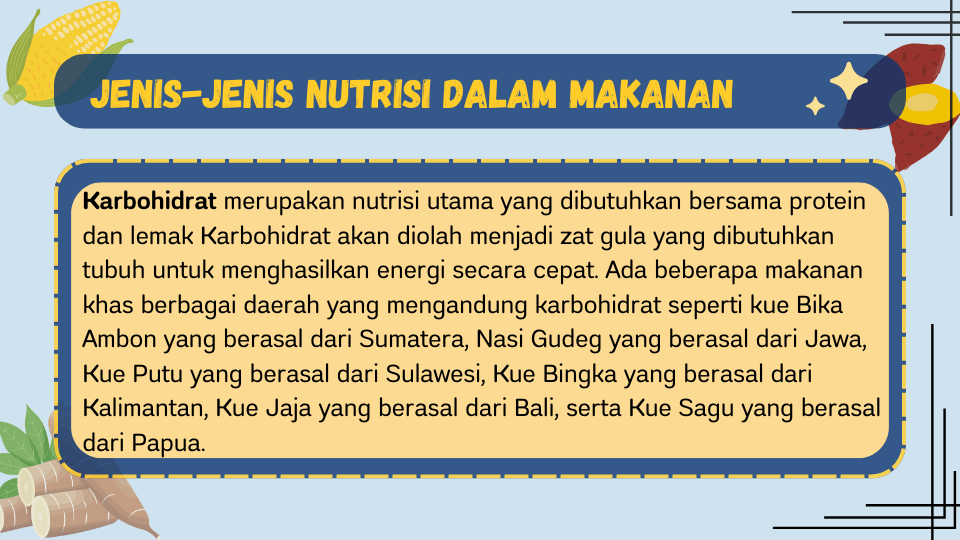 JENIS-JENIS NUTRISI DALAM MAKANAN
Karbohidrat merupakan nutrisi utama yang dibutuhkan bersama protein
dan lemak Karbohidrat akan diolah menjadi zat gula yang dibutuhkan
tubuh untuk menghasilkan energi secara cepat. Ada beberapa makanan
khas berbagai daerah yang mengandung karbohidrat seperti kue Bika
Ambon yang berasal dari Sumatera, Nasi Gudeg yang berasal dari Jawa,
Kue Putu yang berasal dari Sulawesi, Kue Bingka yang berasal dari
Kalimantan, Kue Jaja yang berasal dari Bali, serta Kue Sagu yang berasal
dari Papua.